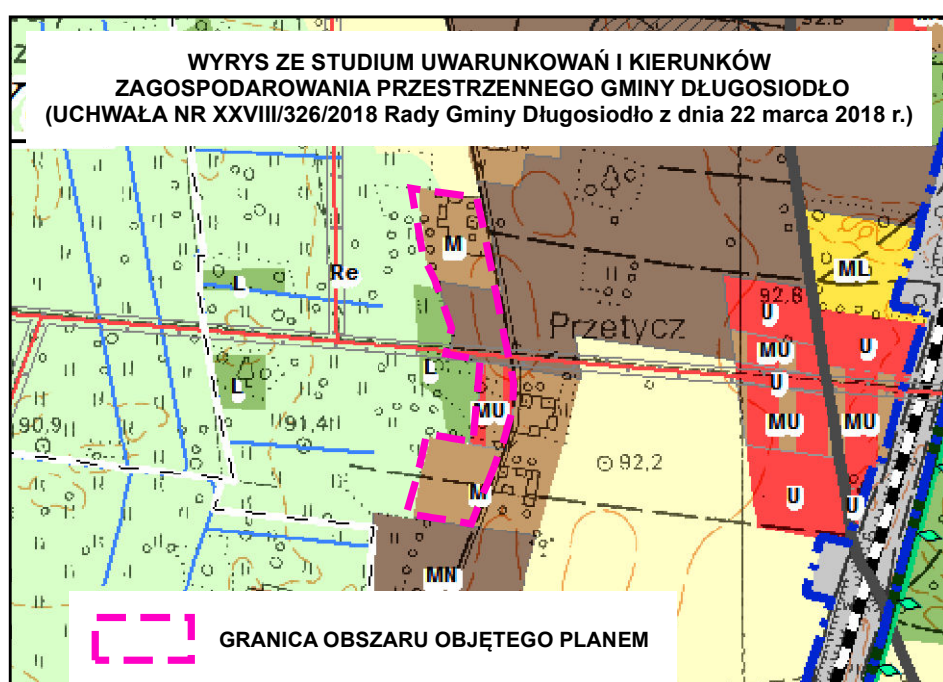 92.8
Z
WYRYS ZE STUDIUM UWARUNKOWAŃ I KIERUNKÓW
ZAGOSPODAROWANIA PRZESTRZENNEGO GMINY DŁUGOSIODŁO
(UCHWAŁA NR XXVIII/326/2018 Rady Gminy Długosiodło z dnia 22 marca 2018 r.)
M
Re
L
ML
92,8
U
Przetycz
MU
U
L
L
U
MU
MU
MU
90,9
91,4
92,2
M
U
U
MN
GRANICA OBSZARU OBJĘTEGO PLANEM